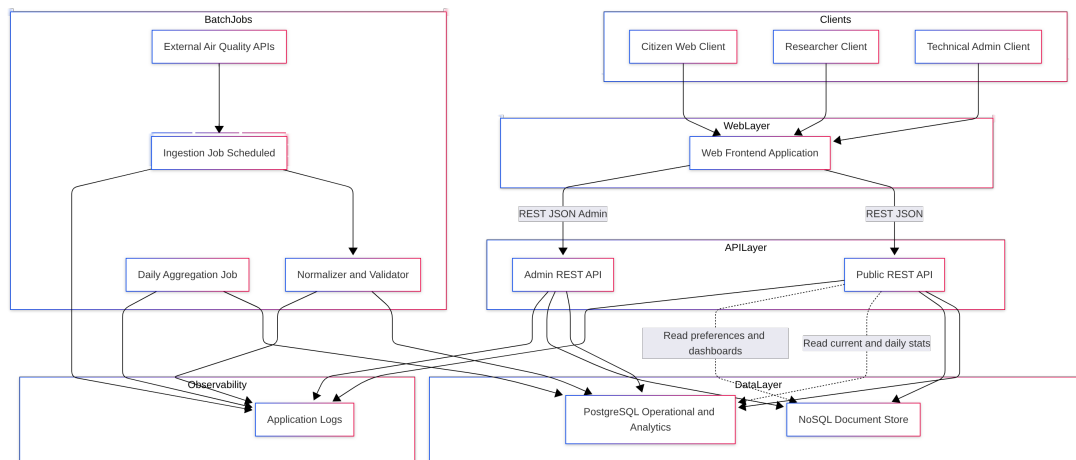 BatchJobs
External Air Quality APIs
Ingestion Job Scheduled
Daily Aggregation Job
Normalizer and Validator
Clients
Citizen Web Client
Researcher Client
Technical Admin Client
WebLayer
Web Frontend Application
REST JSON Admin
REST JSON
APILayer
Admin REST API
Public REST API
Read preferences and
dashboards
Read current and daily stats
Observability
Application Logs
DataLayer
PostgreSQL Operational and
Analytics
NoSQL Document Store